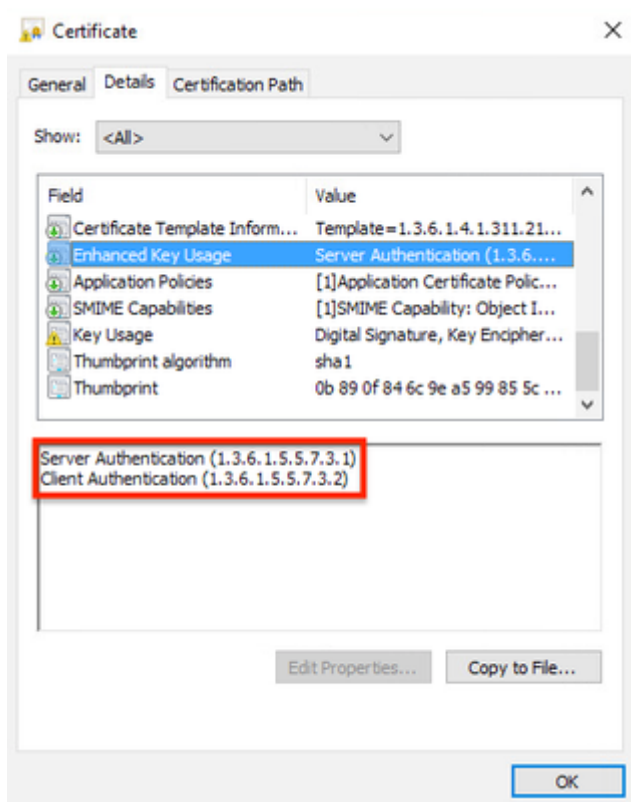 Certificate
General Details Certification Path
Show: <All>
Field Value
Certificate Template Inform... Template=1.3.6.1.4.1.311.21...
Enhanced Key Usage Server Authentication (1.3.6....
Application Policies [1]Application Certificate Polic...
SMIME Capabilities [1]SMIME Capability: Object I...
Key Usage Digital Signature, Key Encipher...
Thumbprint algorithm sha1
Thumbprint 0b 89 0f 84 6c 9e a5 99 85 5c ...
Server Authentication (1.3.6.1.5.5.7.3.1)
Client Authentication (1.3.6.1.5.5.7.3.2)
Edit Properties... Copy to File...
OK